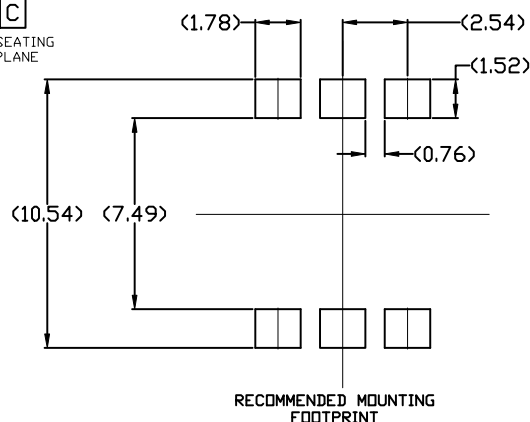 C
SEATING
PLANE
(1.78)
(2.54)
(1.52)
(0.76)
(10.54) (7.49)
RECOMMENDED MOUNTING
FOOTPRINT